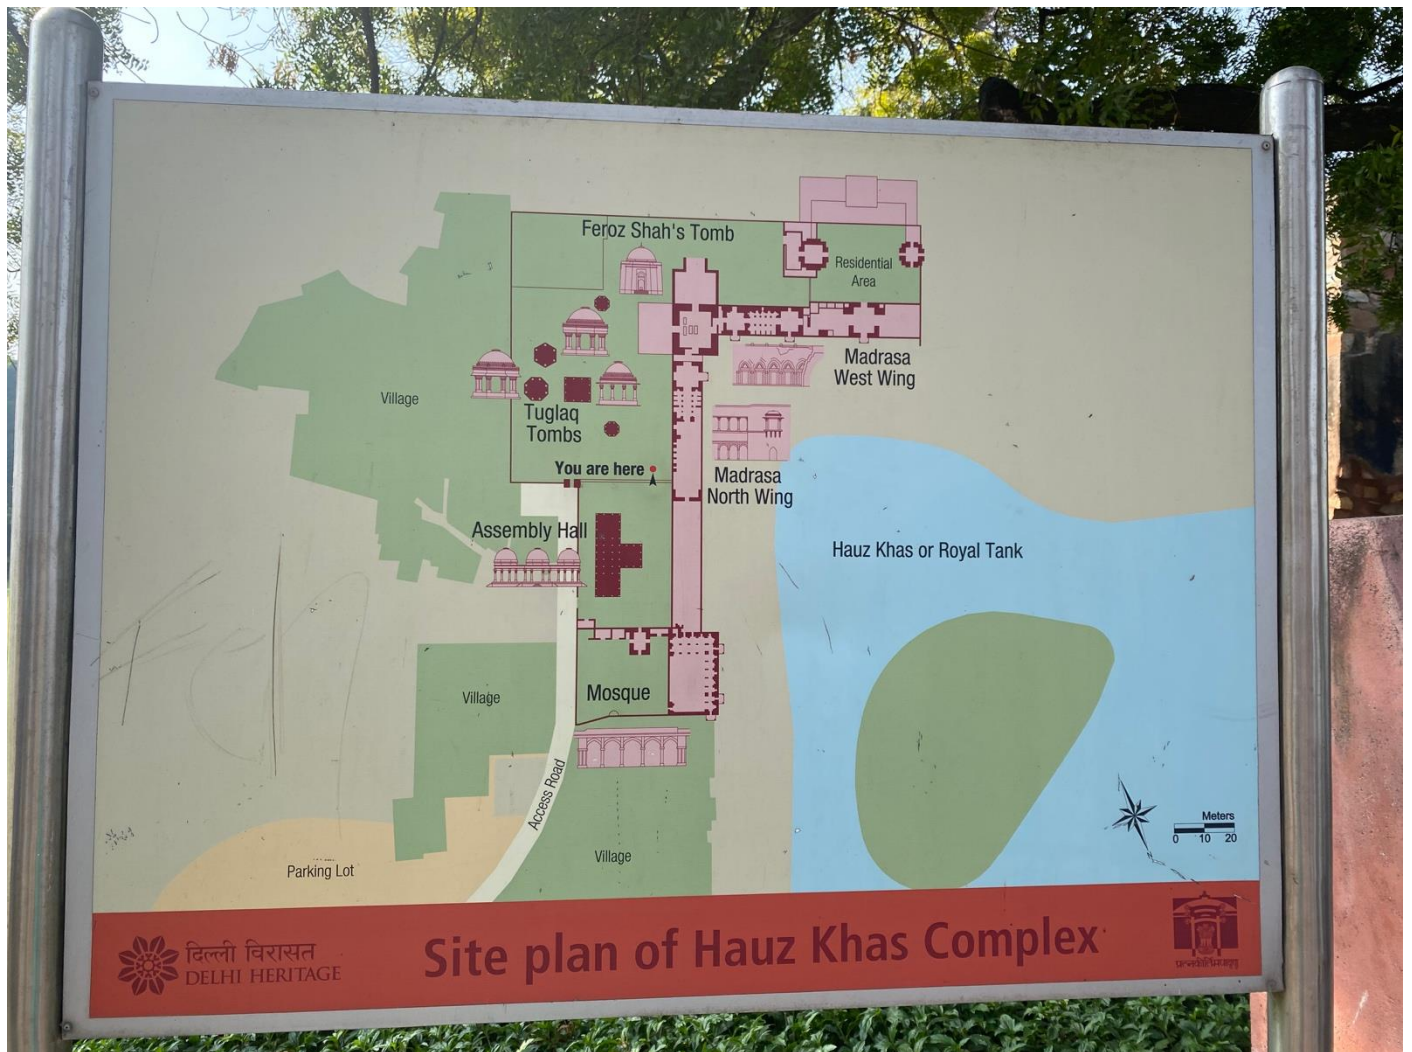 Feroz Shah's Tomb
Residential
Area
Madrasa
West Wing
Village
Tuglaq
Tombs
You are here
Madrasa
North Wing
Assembly Hall
Hauz Khas or Royal Tank
Mosque
Village
Access Road
Village
Parking Lot
Meters
0 10 20
दिल्ली विरासत
DELHI HERITAGE
Site plan of Hauz Khas Complex